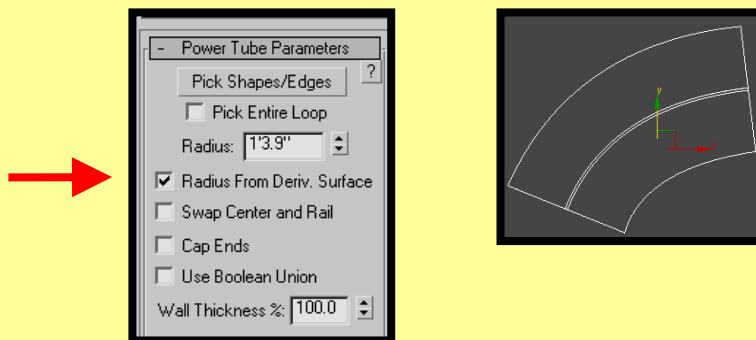 - Power Tube Parameters
?
Pick Shapes/Edges
Pick Entire Loop
Radius: 1'3.9"
Radius From Deriv. Surface
Swap Center and Rail
Cap Ends
Use Boolean Union
Wall Thickness %: 100.0
y